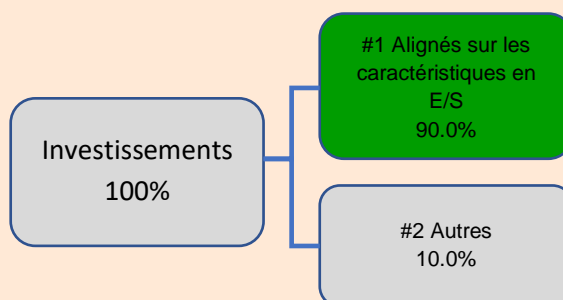 Investissements
100%
#1 Alignés sur les
caractéristiques en
E/S
90.0%
#2 Autres
10.0%